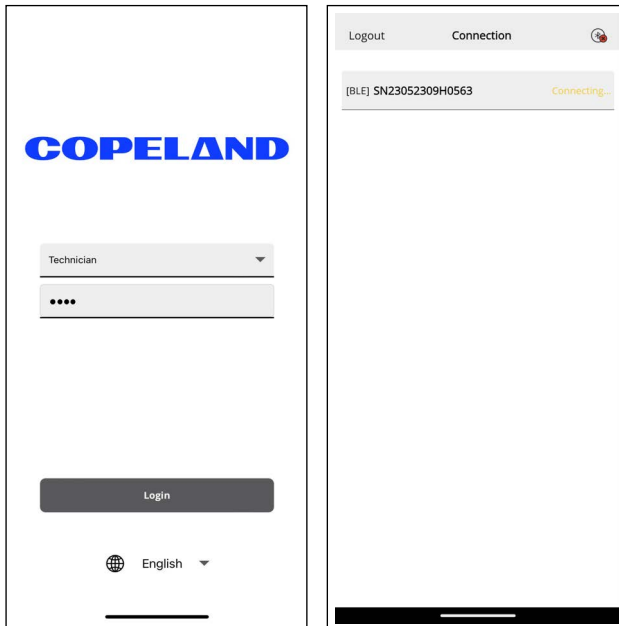 COPELAND
Technician
••••
Login
English
Logout Connection
[BLE] SN23052309H0563 Connecting...